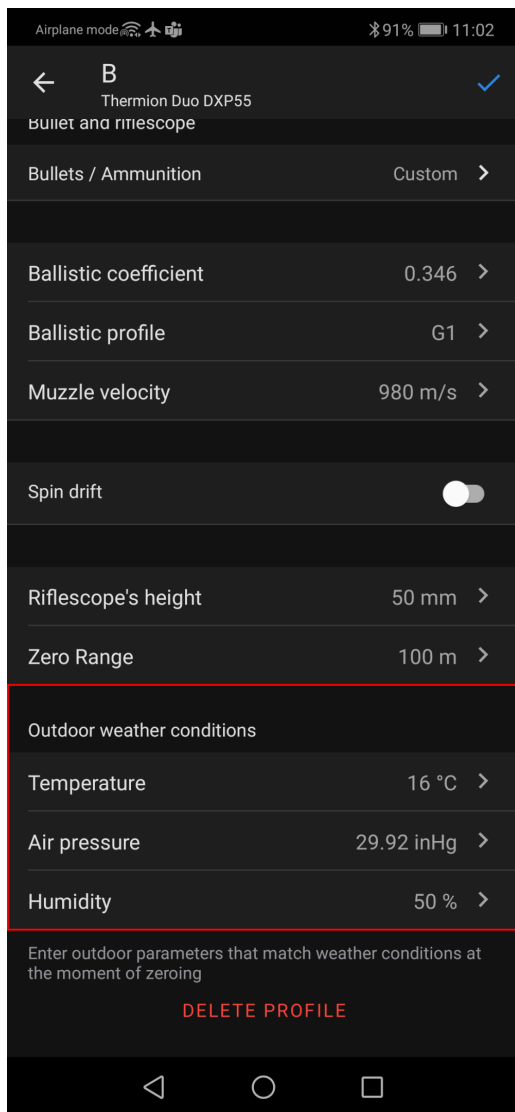 Airplane mode 91% 11:02
B
Thermion Duo DXP55
Bullet and riflescope
Bullets / Ammunition Custom
Ballistic coefficient 0.346
Ballistic profile G1
Muzzle velocity 980 m/s
Spin drift
Riflescope's height 50 mm
Zero Range 100 m
Outdoor weather conditions
Temperature 16 °C
Air pressure 29.92 inHg
Humidity 50 %
Enter outdoor parameters that match weather conditions at
the moment of zeroing
DELETE PROFILE